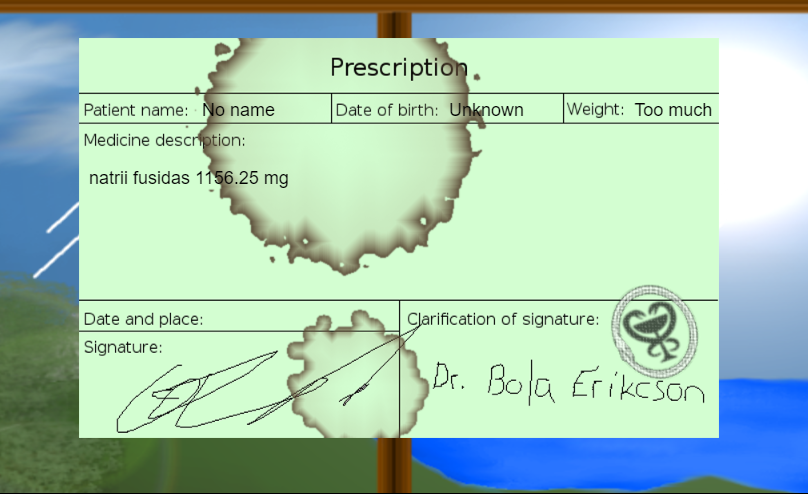 Prescription
Patient name: No name Date of birth: Unknown Weight: Too much
Medicine description:
natrii fusidas 1156.25 mg
Date and place:
Clarification of signature:
Signature:
Dr. Bola Erikcson